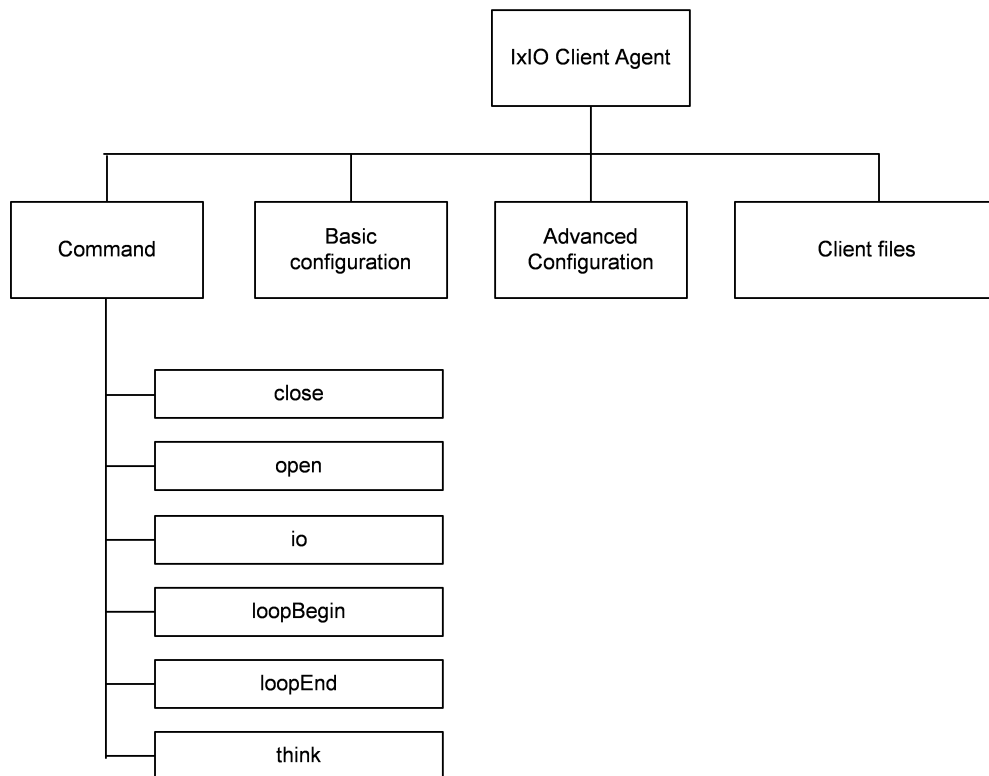 IxIO Client Agent
Command
Basic
configuration
Advanced
Configuration
Client files
close
open
io
loopBegin
loopEnd
think